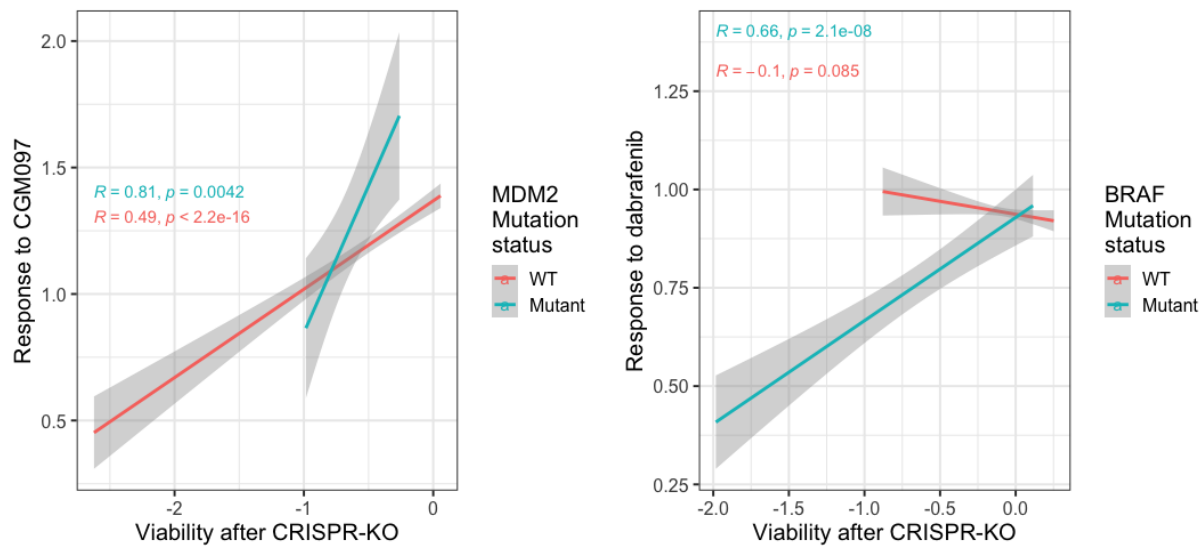 2.0
1.5
1.0
0.5
-2
-1
0
Response to CGM097
Viability after CRISPR-KO
R = 0.81, p = 0.0042
R = 0.49, p < 2.2e-16
MDM2
Mutation
status
a WT
a Mutant
R = 0.66, p = 2.1e-08
R = −0.1, p = 0.085
1.25
1.00
0.75
0.50
0.25
-2.0
-1.5
-1.0
-0.5
0.0
Response to dabrafenib
Viability after CRISPR-KO
BRAF
Mutation
status
a WT
a Mutant